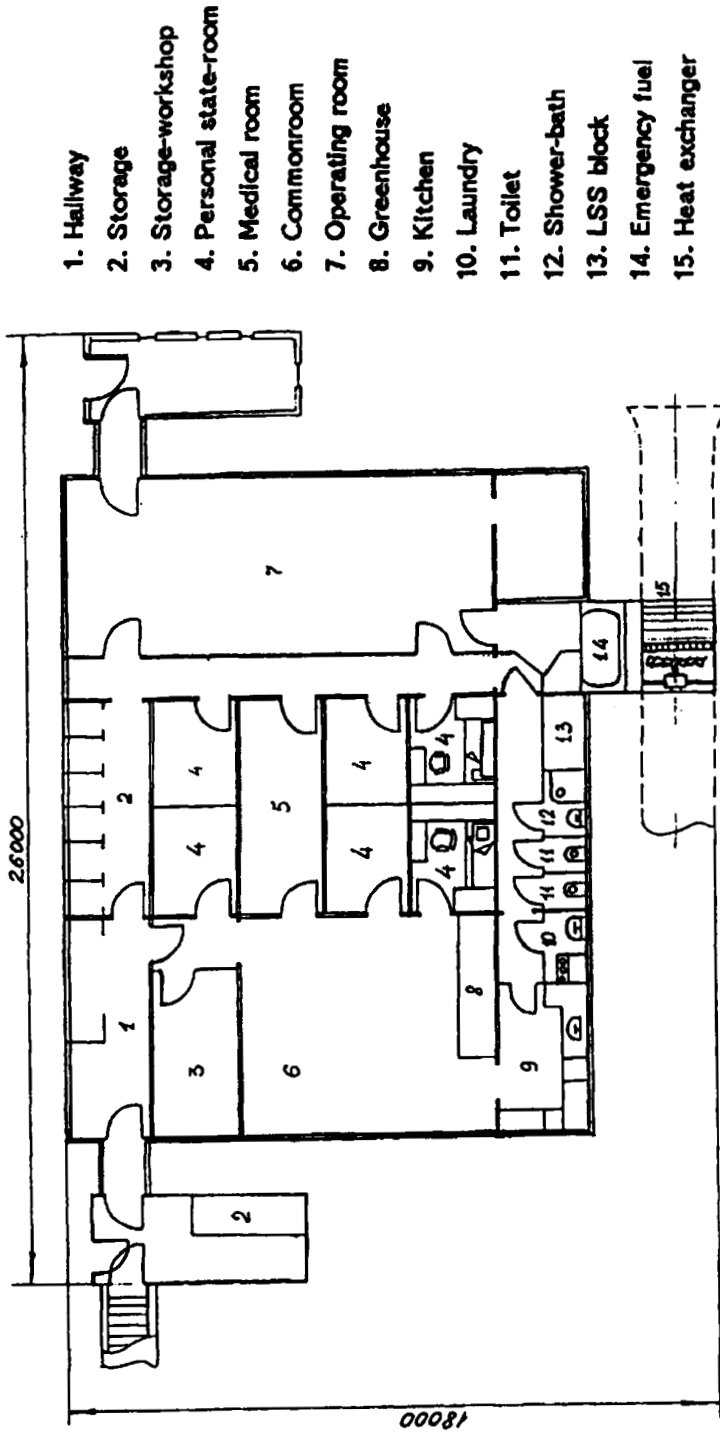 26000
1
2
3
4
4
2
6
5
7
4
4
4
4
8
9
10
11
11
12
13
14
15
18000
1. Hallway
2. Storage
3. Storage-workshop
4. Personal state-room
5. Medical room
6. Commonroom
7. Operating room
8. Greenhouse
9. Kitchen
10. Laundry
11. Toilet
12. Shower-bath
13. LSS block
14. Emergency fuel
15. Heat exchanger